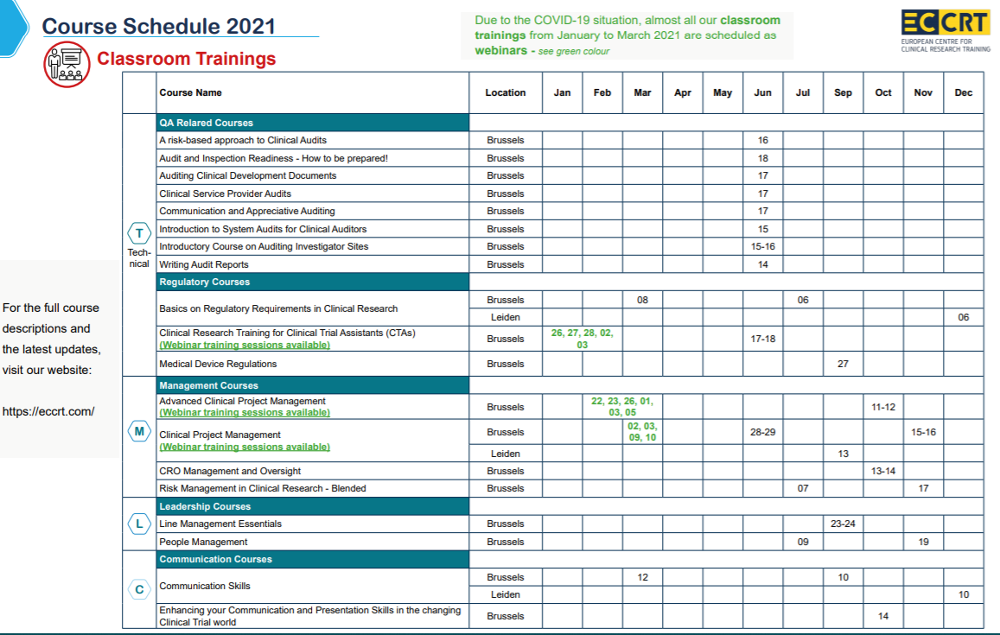 Course Schedule 2021
Due to the COVID-19 situation, almost all our classroom
trainings from January to March 2021 are scheduled as
webinars - see green colour
ECCRT
EUROPEAN CENTRE FOR
CLINICAL RESEARCH TRAINING
Classroom Trainings
Course Name Location Jan Feb Mar Apr May Jun Jul Sep Oct Nov Dec
T
Tech-
nical
QA Relared Courses
A risk-based approach to Clinical Audits Brussels 16
Audit and Inspection Readiness - How to be prepared! Brussels 18
Auditing Clinical Development Documents Brussels 17
Clinical Service Provider Audits Brussels 17
Communication and Appreciative Auditing Brussels 17
Introduction to System Audits for Clinical Auditors Brussels 15
Introductory Course on Auditing Investigator Sites Brussels 15-16
Writing Audit Reports Brussels 14
Regulatory Courses
Basics on Regulatory Requirements in Clinical Research
Brussels 08 06
Leiden 06
Clinical Research Training for Clinical Trial Assistants (CTAs)
(Webinar training sessions available)
Brussels
26, 27, 28, 02,
03
17-18
Medical Device Regulations Brussels 27
M
Management Courses
Advanced Clinical Project Management
(Webinar training sessions available)
Brussels
22, 23, 26, 01,
03, 05
11-12
Clinical Project Management
(Webinar training sessions available)
Brussels
02, 03,
09, 10
28-29 15-16
Leiden 13
CRO Management and Oversight Brussels 13-14
Risk Management in Clinical Research - Blended Brussels 07 17
L
Leadership Courses
Line Management Essentials Brussels 23-24
People Management Brussels 09 19
C
Communication Courses
Communication Skills
Brussels 12 10
Leiden 10
Enhancing your Communication and Presentation Skills in the changing
Clinical Trial world
Brussels 14
For the full course
descriptions and
the latest updates,
visit our website:
https://eccrt.com/